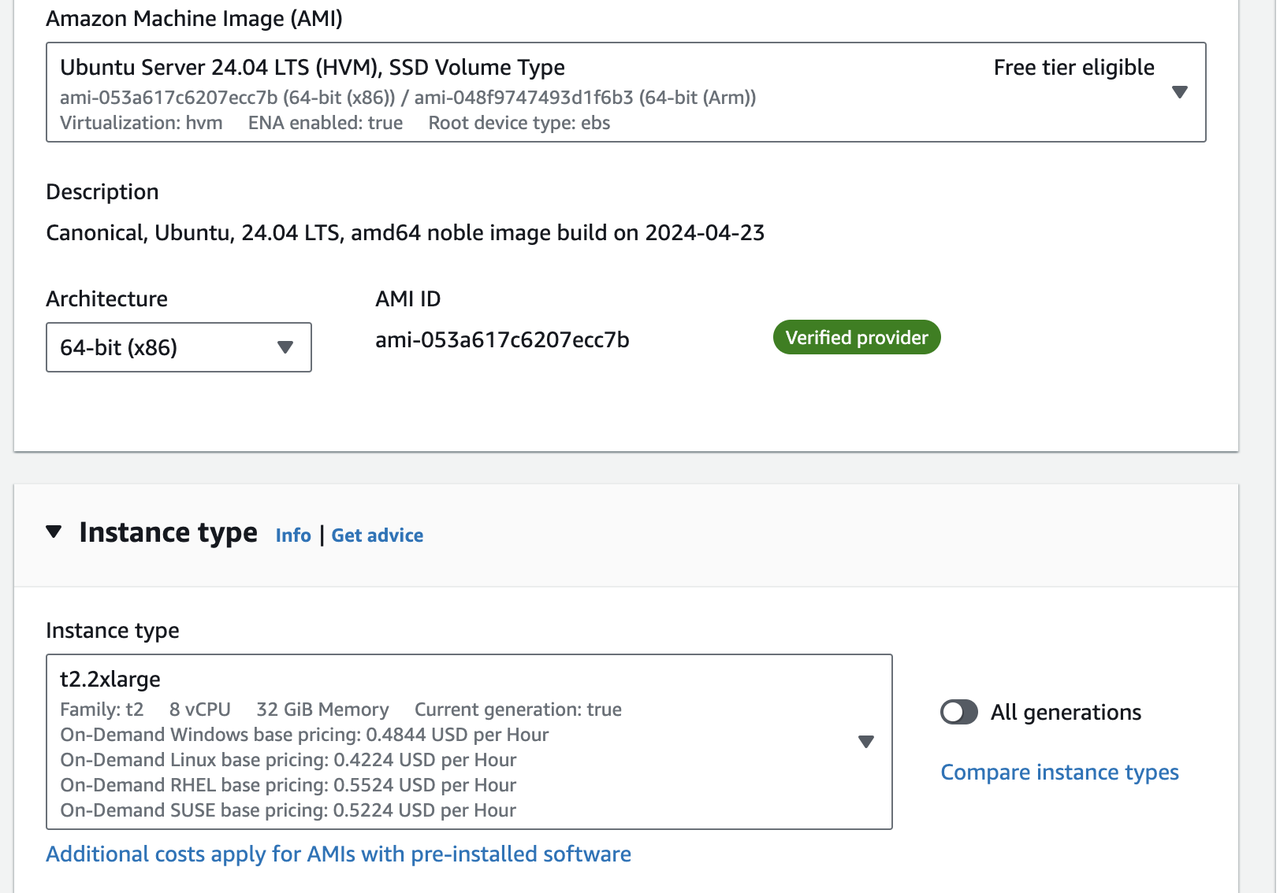 Amazon Machine Image (AMI)
Ubuntu Server 24.04 LTS (HVM), SSD Volume Type Free tier eligible
ami-053a617c6207ecc7b (64-bit (x86)) / ami-048f9747493d1f6b3 (64-bit (Arm))
Virtualization: hvm ENA enabled: true Root device type: ebs
Description
Canonical, Ubuntu, 24.04 LTS, amd64 noble image build on 2024-04-23
Architecture AMI ID
64-bit (x86) ami-053a617c6207ecc7b Verified provider
Instance type Info | Get advice
Instance type
t2.2xlarge
Family: t2 8 vCPU 32 GiB Memory Current generation: true
On-Demand Windows base pricing: 0.4844 USD per Hour
On-Demand Linux base pricing: 0.4224 USD per Hour
On-Demand RHEL base pricing: 0.5524 USD per Hour
On-Demand SUSE base pricing: 0.5224 USD per Hour
All generations
Compare instance types
Additional costs apply for AMIs with pre-installed software